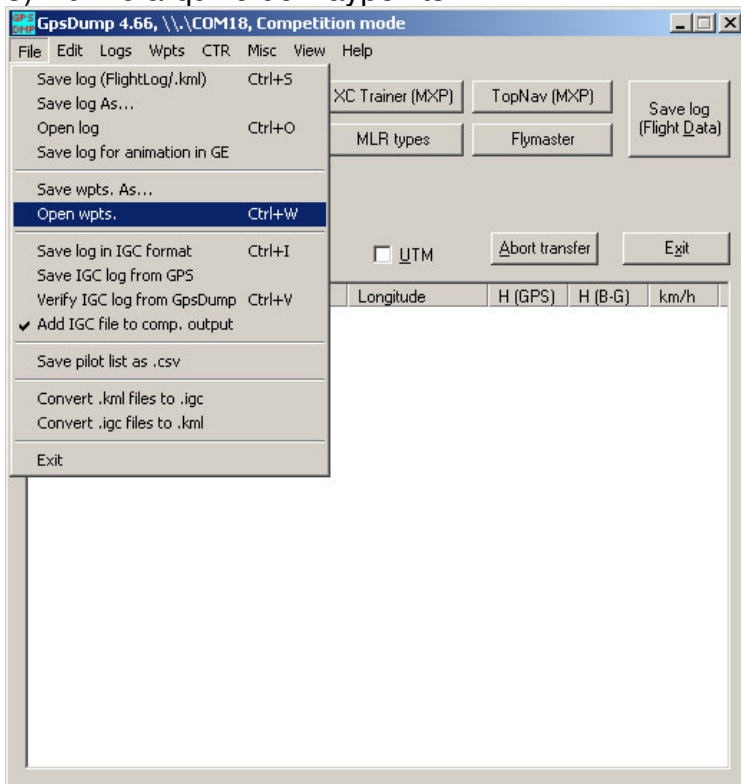 GPS DMP GpsDump 4.66, \\.\COM18, Competition mode
File Edit Logs Wpts CTR Misc View Help
Save log (FlightLog/.kml) Ctrl+S
Save log As...
Open log Ctrl+O
Save log for animation in GE
Save wpts. As...
Open wpts. Ctrl+W
Save log in IGC format Ctrl+I
Save IGC log from GPS
Verify IGC log from GpsDump Ctrl+V
Add IGC file to comp. output
Save pilot list as .csv
Convert .kml files to .igc
Convert .igc files to .kml
Exit
XC Trainer (MXP) TopNav (MXP) Save log
(Flight Data)
MLR types Flymaster
UTM Abort transfer Exit
Longitude H (GPS) H (B-G) km/h